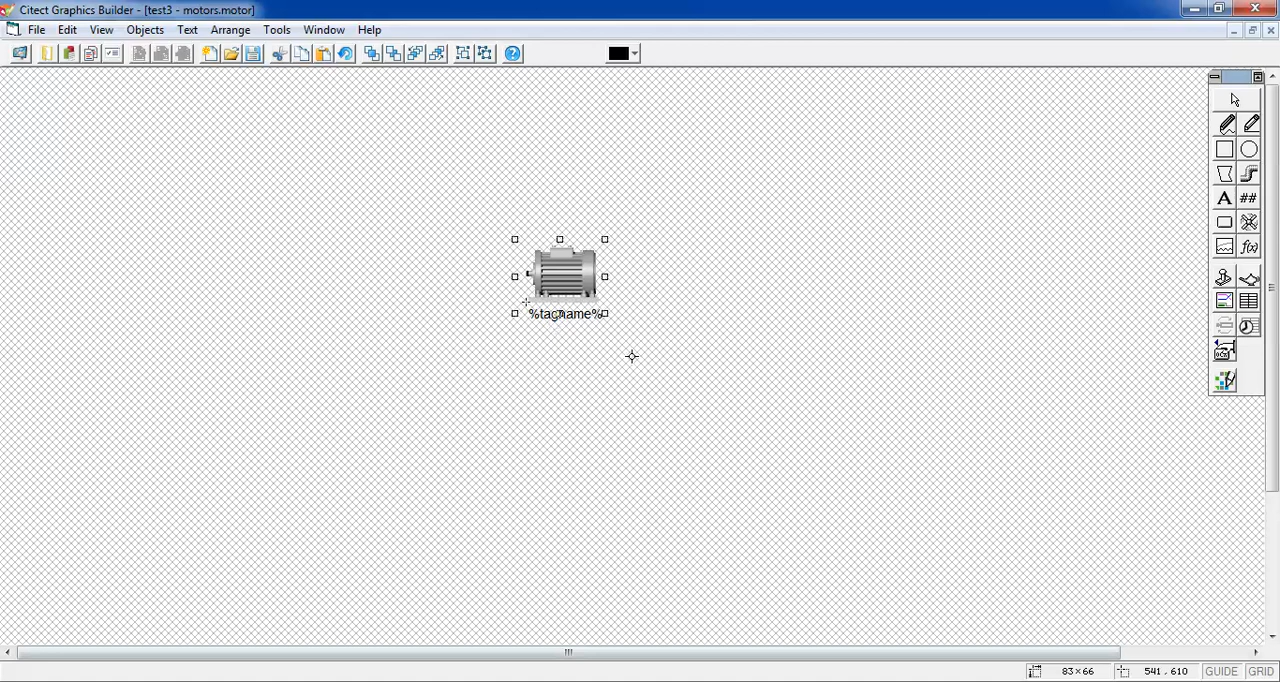 Citect Graphics Builder - [test3 - motors.motor]
File Edit View Objects Text Arrange Tools Window Help
A ##
f(x)
%tagname%
83×66 541 , 610 GUIDE GRID